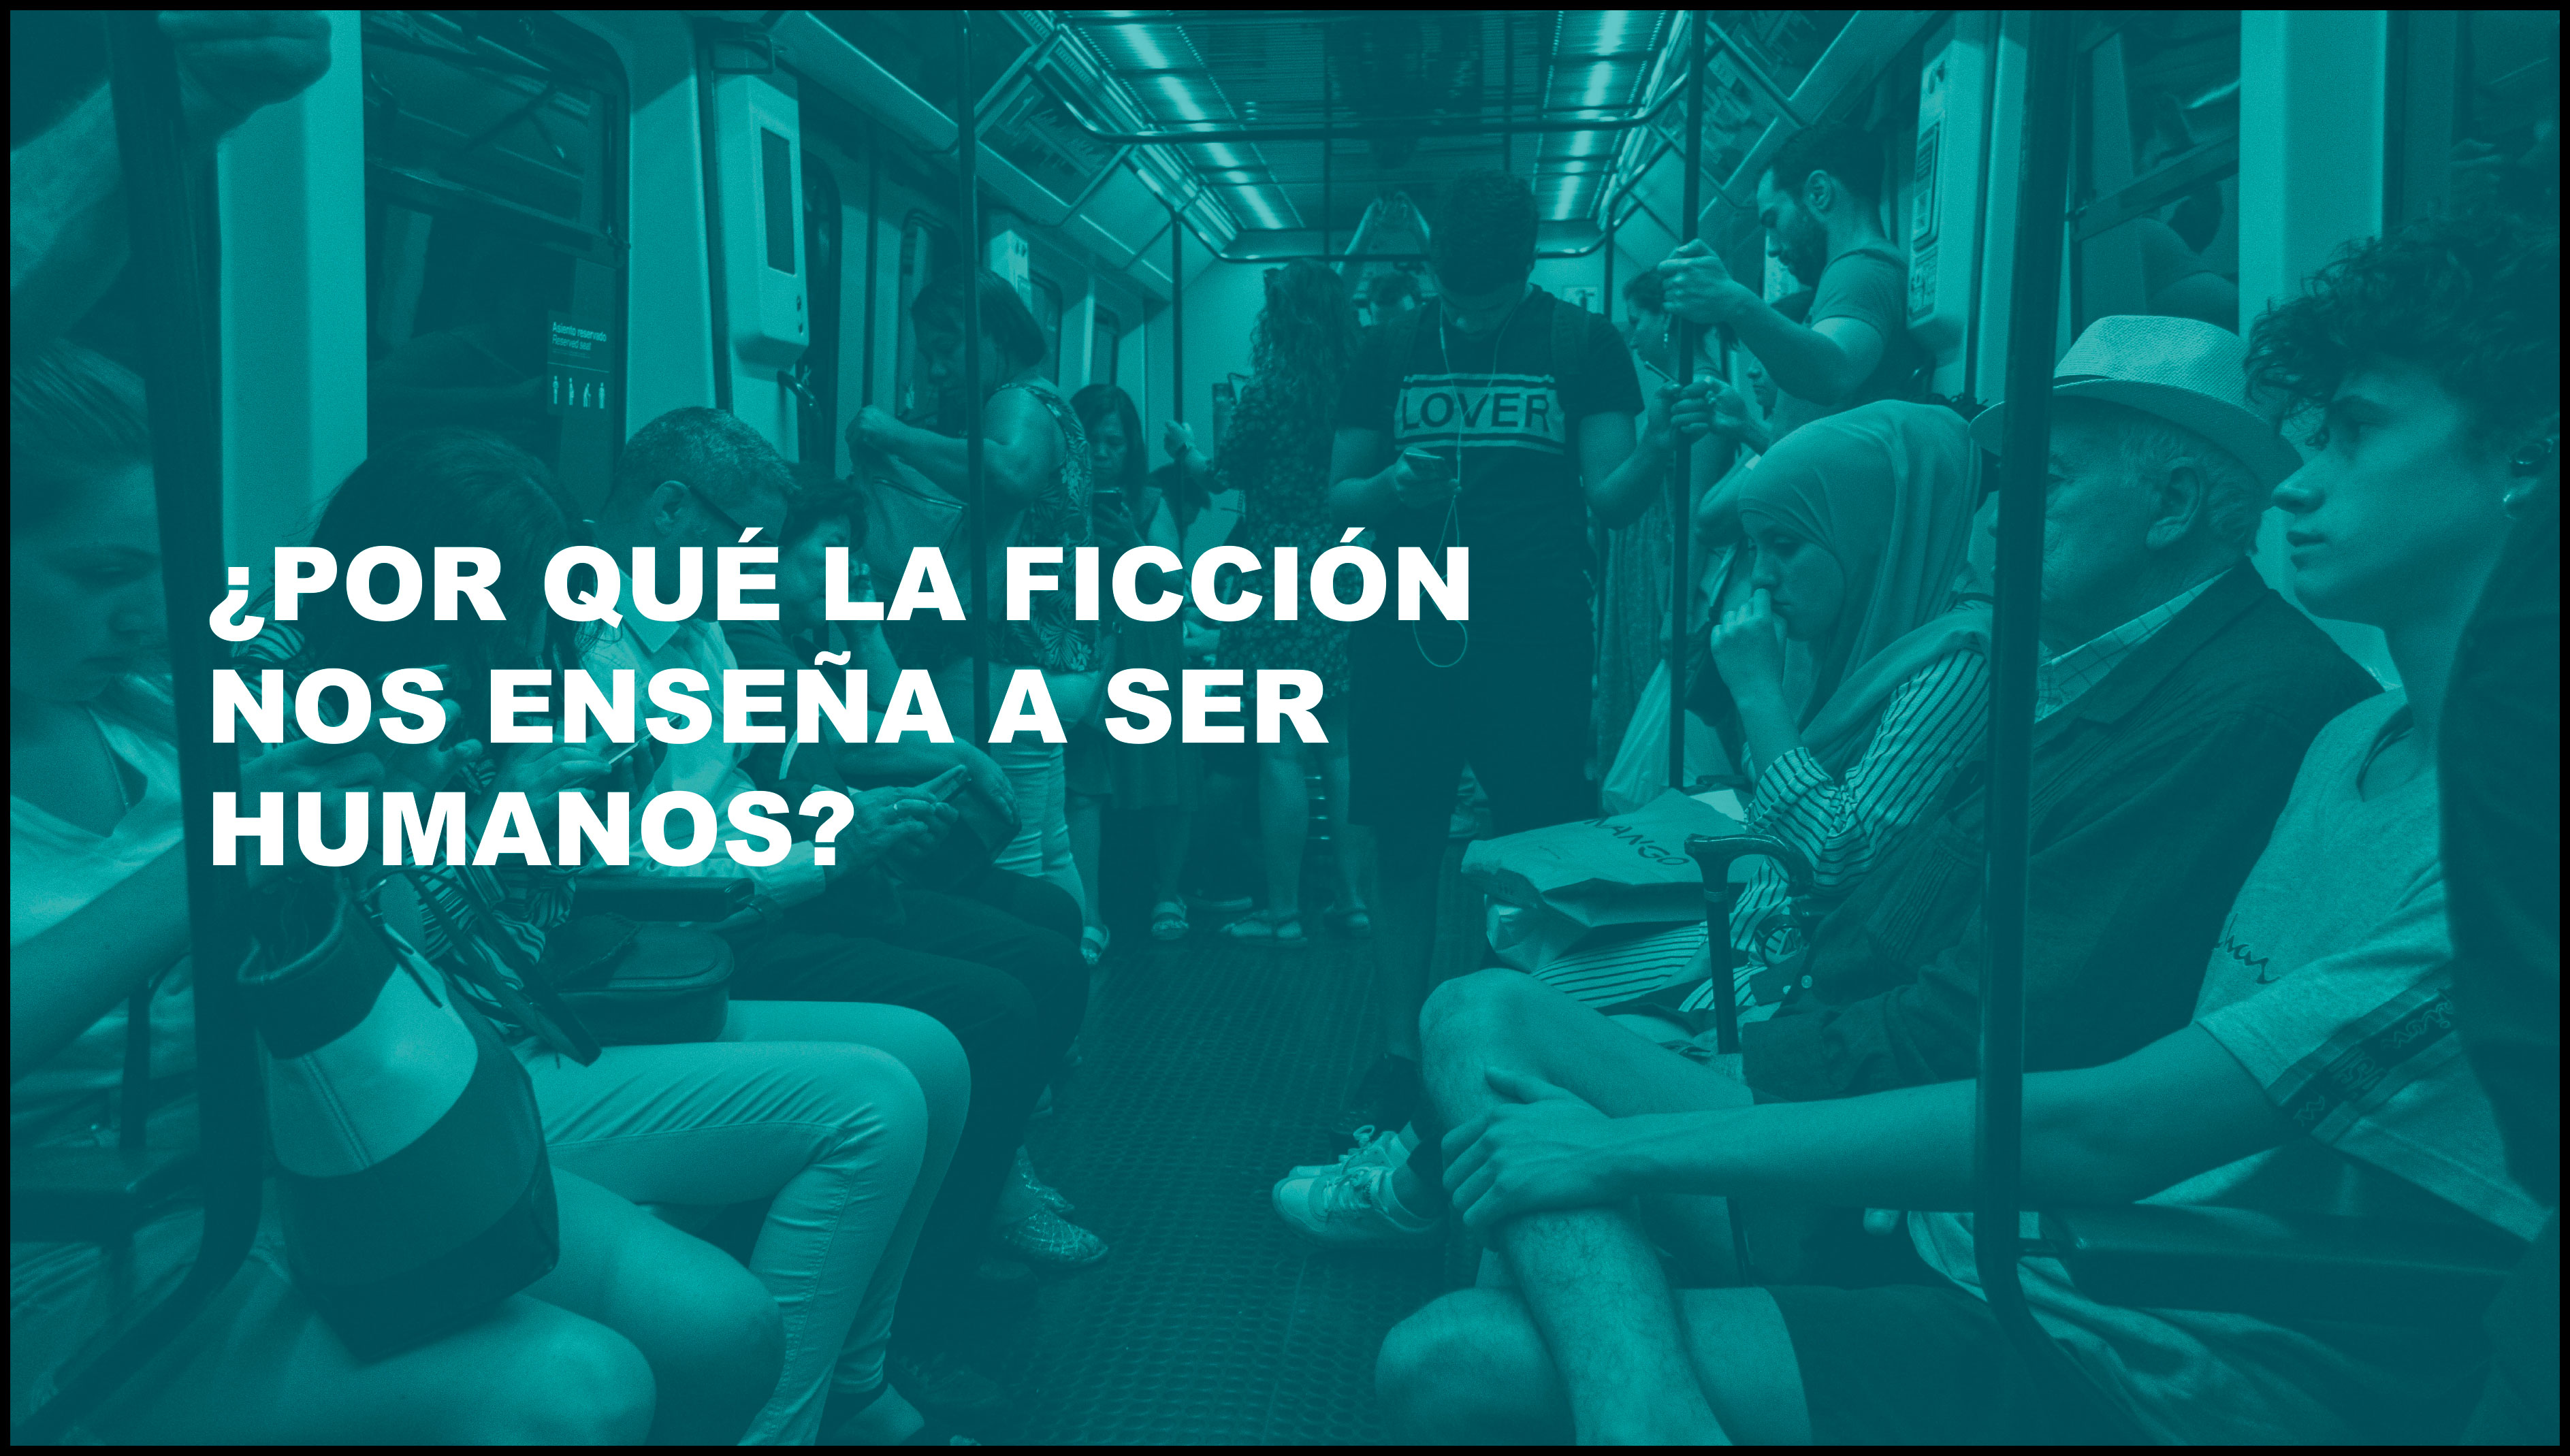 Asiento reservado
Reserved seat
LOVER
¿POR QUÉ LA FICCIÓN
NOS ENSEÑA A SER
HUMANOS?
MANGO